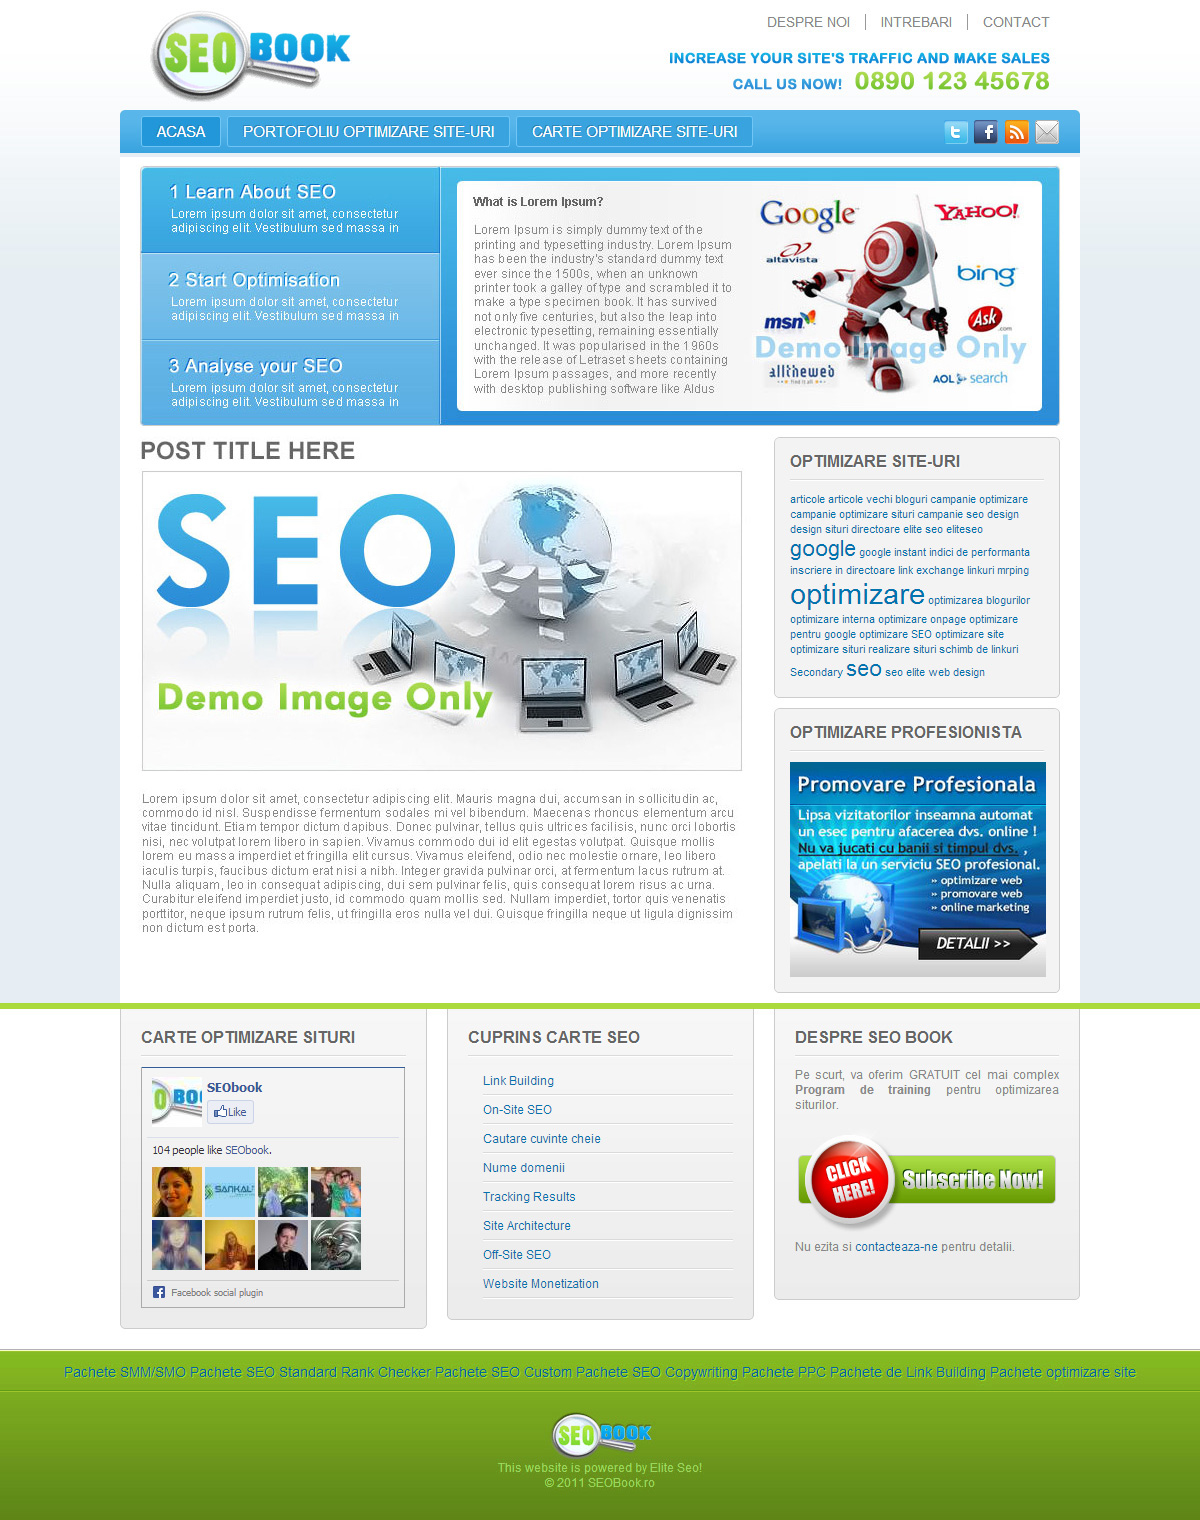 SEO BOOK
DESPRE NOI
INTREBARI
CONTACT
INCREASE YOUR SITE'S TRAFFIC AND MAKE SALES
CALL US NOW! 0890 123 45678
ACASA
PORTOFOLIU OPTIMIZARE SITE-URI
CARTE OPTIMIZARE SITE-URI
1 Learn About SEO
Lorem ipsum dolor sit amet, consectetur
adipiscing elit. Vestibulum sed massa in
2 Start Optimisation
Lorem ipsum dolor sit amet, consectetur
adipiscing elit. Vestibulum sed massa in
3 Analyse your SEO
Lorem ipsum dolor sit amet, consectetur
adipiscing elit. Vestibulum sed massa in
What is Lorem Ipsum?
Lorem Ipsum is simply dummy text of the
printing and typesetting industry. Lorem Ipsum
has been the industry's standard dummy text
ever since the 1500s, when an unknown
printer took a galley of type and scrambled it to
make a type specimen book. It has survived
not only five centuries, but also the leap into
electronic typesetting, remaining essentially
unchanged. It was popularised in the 1960s
with the release of Letraset sheets containing
Lorem Ipsum passages, and more recently
with desktop publishing software like Aldus
Google
YAHOO!
altavista
bing
msn
Ask.com
Demo Image Only
alltheweb
find it all
AOL search
POST TITLE HERE
SEO
Demo Image Only
Lorem ipsum dolor sit amet, consectetur adipiscing elit. Mauris magna dui, accumsan in sollicitudin ac,
commodo id nisl. Suspendisse fermentum sodales mi vel bibendum. Maecenas rhoncus elementum arcu
vitae tincidunt. Etiam tempor dictum dapibus. Donec pulvinar, tellus quis ultrices facilisis, nunc orci lobortis
nisi, nec volutpat lorem libero in sapien. Vivamus commodo dui id elit egestas volutpat. Quisque mollis
lorem eu massa imperdiet et fringilla elit cursus. Vivamus eleifend, odio nec molestie ornare, leo libero
iaculis turpis, faucibus dictum erat nisi a nibh. Integer gravida pulvinar orci, at fermentum lacus rutrum at.
Nulla aliquam, leo in consequat adipiscing, dui sem pulvinar felis, quis consequat lorem risus ac urna.
Curabitur eleifend imperdiet justo, id commodo quam mollis sed. Nullam imperdiet, tortor quis venenatis
porttitor, neque ipsum rutrum felis, ut fringilla eros nulla vel dui. Quisque fringilla neque ut ligula dignissim
non dictum est porta.
OPTIMIZARE SITE-URI
articole articole vechi bloguri campanie optimizare
campanie optimizare situri campanie seo design
design situri directoare elite seo eliteseo
google google instant indici de performanta
inscriere in directoare link exchange linkuri mrping
optimizare optimizarea blogurilor
optimizare interna optimizare onpage optimizare
pentru google optimizare SEO optimizare site
optimizare situri realizare situri schimb de linkuri
Secondary seo seo elite web design
OPTIMIZARE PROFESIONISTA
Promovare Profesionala
Lipsa vizitatorilor inseamna automat
un esec pentru afacerea dvs. online !
Nu va jucati cu banii si timpul dvs. ,
apelati la un serviciu SEO profesional.
» optimizare web
» promovare web
» online marketing
DETALII >>
CARTE OPTIMIZARE SITURI
O BOO
SEObook
Like
104 people like SEObook.
SANKAL
Facebook social plugin
CUPRINS CARTE SEO
Link Building
On-Site SEO
Cautare cuvinte cheie
Nume domenii
Tracking Results
Site Architecture
Off-Site SEO
Website Monetization
DESPRE SEO BOOK
Pe scurt, va oferim GRATUIT cel mai complex
Program de training pentru optimizarea
siturilor.
CLICK
HERE!
Subscribe Now!
Nu ezita si contacteaza-ne pentru detalii.
Pachete SMM/SMO Pachete SEO Standard Rank Checker Pachete SEO Custom Pachete SEO Copywriting Pachete PPC Pachete de Link Building Pachete optimizare site
SEO BOOK
This website is powered by Elite Seo!
© 2011 SEOBook.ro